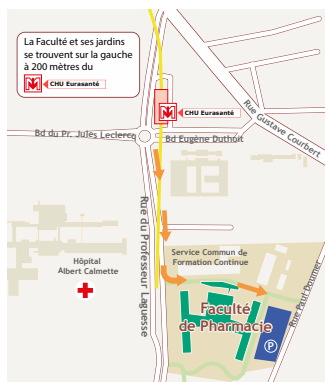 La Faculté et ses jardins
se trouvent sur la gauche
à 200 mètres du
CHU Eurasanté
CHU Eurasanté
Rue Gustave Courbert
Bd du Pr. Jules Leclercq
Bd Eugène Duthoit
Rue du Professeur Laguesse
Service Commun de
Formation Continue
Hôpital
Albert Calmette
Faculté
de Pharmacie
Rue Paul Doumer
P